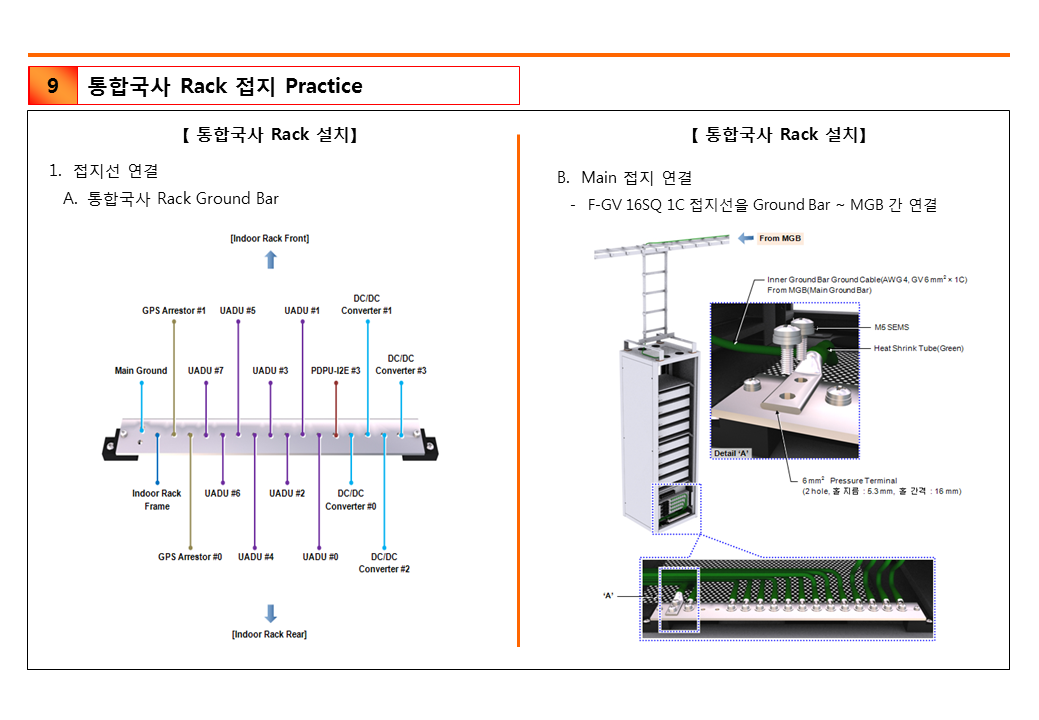 9 통합국사 Rack 접지 Practice
【 통합국사 Rack 설치】
1. 접지선 연결
A. 통합국사 Rack Ground Bar
[Indoor Rack Front]
DC/DC
GPS Arrestor #1 UADU #5 UADU #1 Converter #1
DC/DC
Main Ground UADU #7 UADU #3 PDPU-I2E #3 Converter #3
Indoor Rack UADU #6 UADU #2 DC/DC
Frame Converter #0
GPS Arrestor #0 UADU #4 UADU #0 DC/DC
Converter #2
[Indoor Rack Rear]
【 통합국사 Rack 설치】
B. Main 접지 연결
- F-GV 16SQ 1C 접지선을 Ground Bar ~ MGB 간 연결
From MGB
Inner Ground Bar Ground Cable(AWG 4, GV 6 mm² × 1C)
From MGB(Main Ground Bar)
M5 SEMS
Heat Shrink Tube(Green)
Detail ‘A’
6 mm² Pressure Terminal
(2 hole, 홀 지름 : 5.3 mm, 홀 간격 : 16 mm)
‘A’